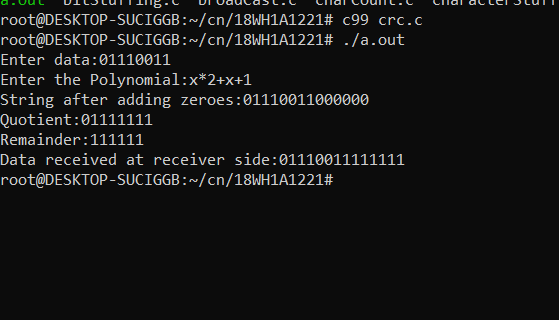 a.out bitStuffing.c broadCast.c charCount.c characterStuff
root@DESKTOP-SUCIGGB:~/cn/18WH1A1221# c99 crc.c
root@DESKTOP-SUCIGGB:~/cn/18WH1A1221# ./a.out
Enter data:01110011
Enter the Polynomial:x*2+x+1
String after adding zeroes:01110011000000
Quotient:01111111
Remainder:111111
Data received at receiver side:01110011111111
root@DESKTOP-SUCIGGB:~/cn/18WH1A1221#